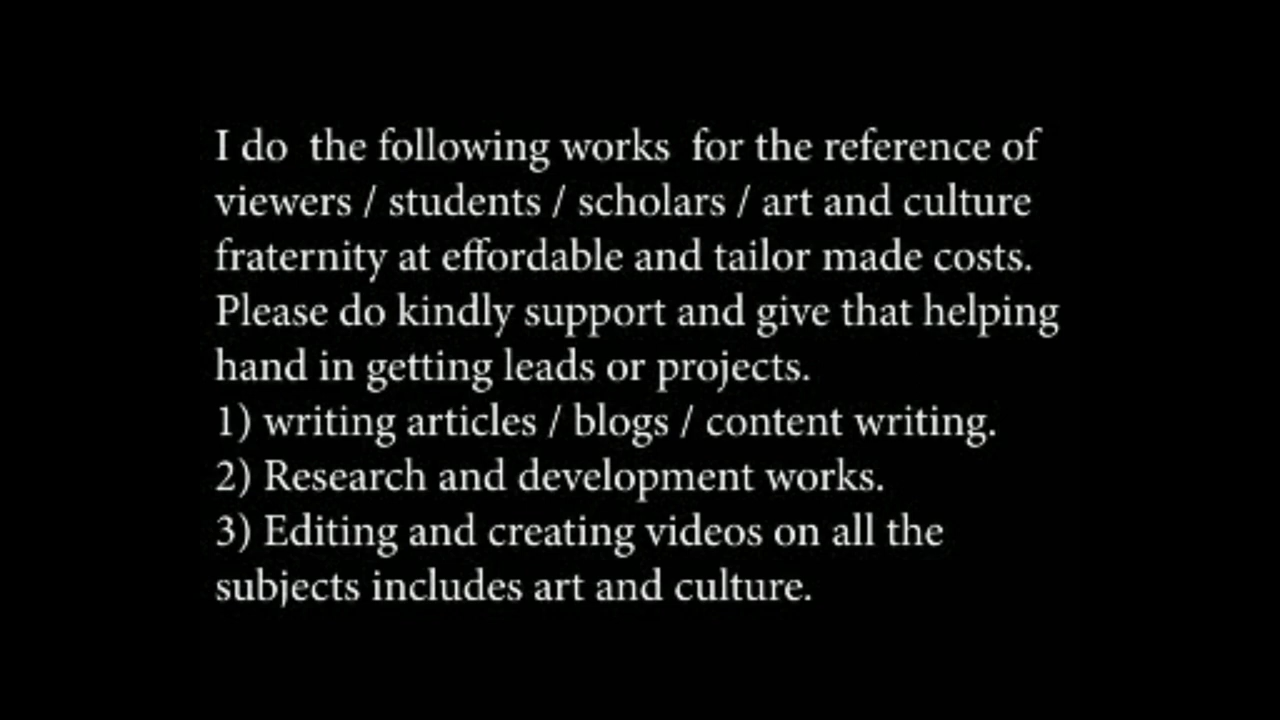 I do  the following works  for the reference of
viewers / students / scholars / art and culture
fraternity at effordable and tailor made costs.
Please do kindly support and give that helping
hand in getting leads or projects.
1) writing articles / blogs / content writing.
2) Research and development works.
3) Editing and creating videos on all the
subjects includes art and culture.